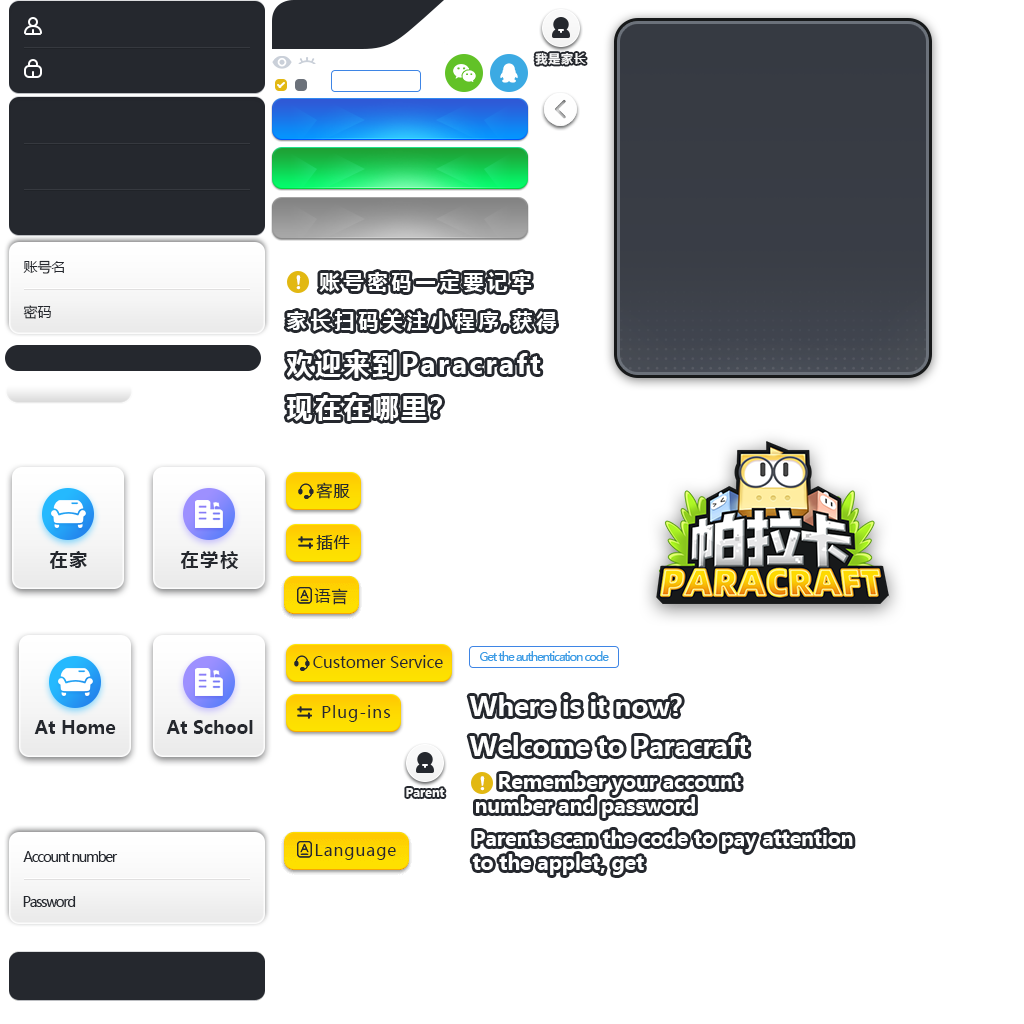 我是家长
账号名
密码
账号密码一定要记牢
家长扫码关注小程序,获得
欢迎来到Paracraft
现在在哪里?
帕拉卡
PARACRAFT
在家
在学校
客服
插件
语言
At Home
At School
Customer Service
Plug-ins
Parent
Get the authentication code
Where is it now?
Welcome to Paracraft
Remember your account
number and password
Parents scan the code to pay attention
to the applet, get
Account number
Password
Language